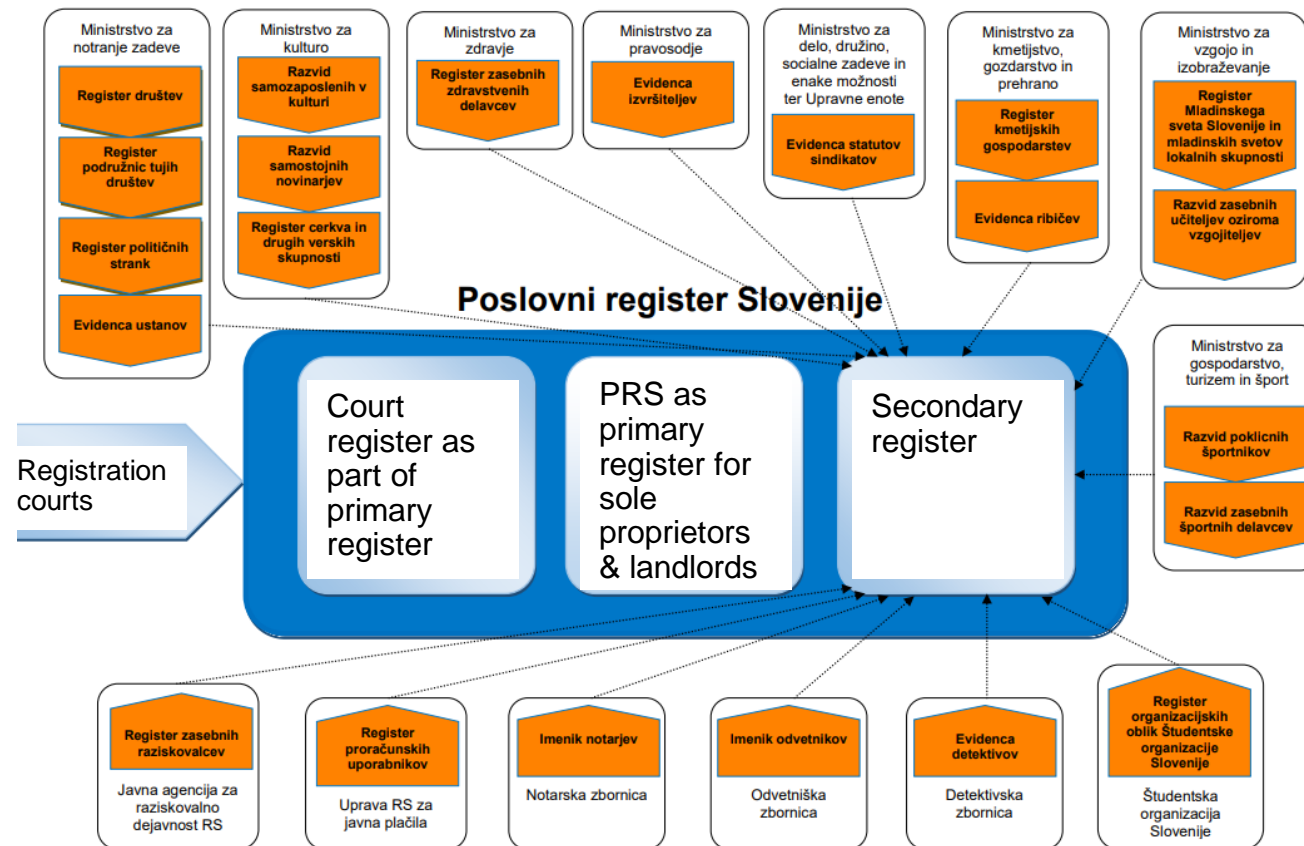 Ministrstvo za
notranje zadeve
Register društev
Register
podružnic tujih
društev
Register političnih
strank
Evidenca ustanov
Ministrstvo za
kulturo
Razvid
samozaposlenih v
kulturi
Razvid
samostojnih
novinarjev
Register cerkva in
drugih verskih
skupnosti
Ministrstvo za
zdravje
Register zasebnih
zdravstvenih
delavcev
Ministrstvo za
pravosodje
Evidenca
izvršiteljev
Ministrstvo za
delo, družino,
socialne zadeve in
enake možnosti
ter Upravne enote
Evidenca statutov
sindikatov
Ministrstvo za
kmetijstvo,
gozdarstvo in
prehrano
Register
kmetijskih
gospodarstev
Evidenca ribičev
Ministrstvo za
vzgojo in
izobraževanje
Register
Mladinskega
sveta Slovenije in
mladinskih svetov
lokalnih skupnosti
Razvid zasebnih
učiteljev oziroma
vzgojiteljev
Poslovni register Slovenije
Registration
courts
Court
register as
part of
primary
register
PRS as
primary
register for
sole
proprietors
& landlords
Secondary
register
Ministrstvo za
gospodarstvo,
turizem in šport
Razvid poklicnih
športnikov
Razvid zasebnih
športnih delavcev
Register zasebnih
raziskovalcev
Javna agencija za
raziskovalno
dejavnost RS
Register
proračunskih
uporabnikov
Uprava RS za
javna plačila
Imenik notarjev
Notarska zbornica
Imenik odvetnikov
Odvetniška
zbornica
Evidenca
detektivov
Detektivska
zbornica
Register
organizacijskih
oblik Študentske
organizacije
Slovenije
Študentska
organizacija
Slovenije